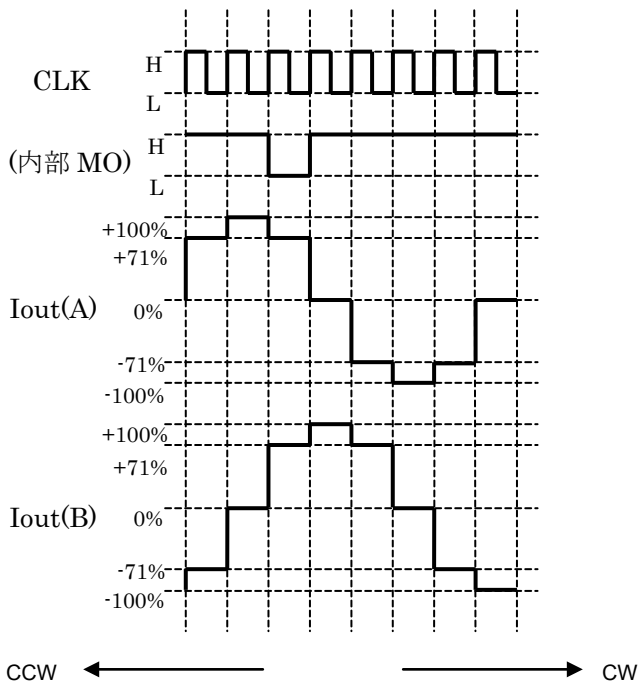 CLK
H
L
(内部 MO)
H
L
Iout(A)
+100%
+71%
0%
-71%
-100%
Iout(B)
+100%
+71%
0%
-71%
-100%
CCW
CW